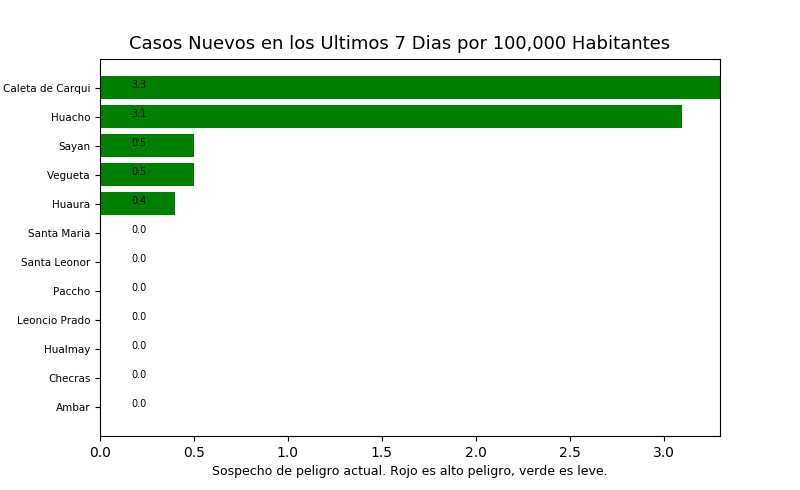 Casos Nuevos en los Ultimos 7 Dias por 100,000 Habitantes
Caleta de Carqui 3.3
Huacho 3.1
Sayan 0.5
Vegueta 0.5
Huaura 0.4
Santa Maria 0.0
Santa Leonor 0.0
Paccho 0.0
Leoncio Prado 0.0
Hualmay 0.0
Checras 0.0
Ambar 0.0
0.0 0.5 1.0 1.5 2.0 2.5 3.0
Sospecho de peligro actual. Rojo es alto peligro, verde es leve.